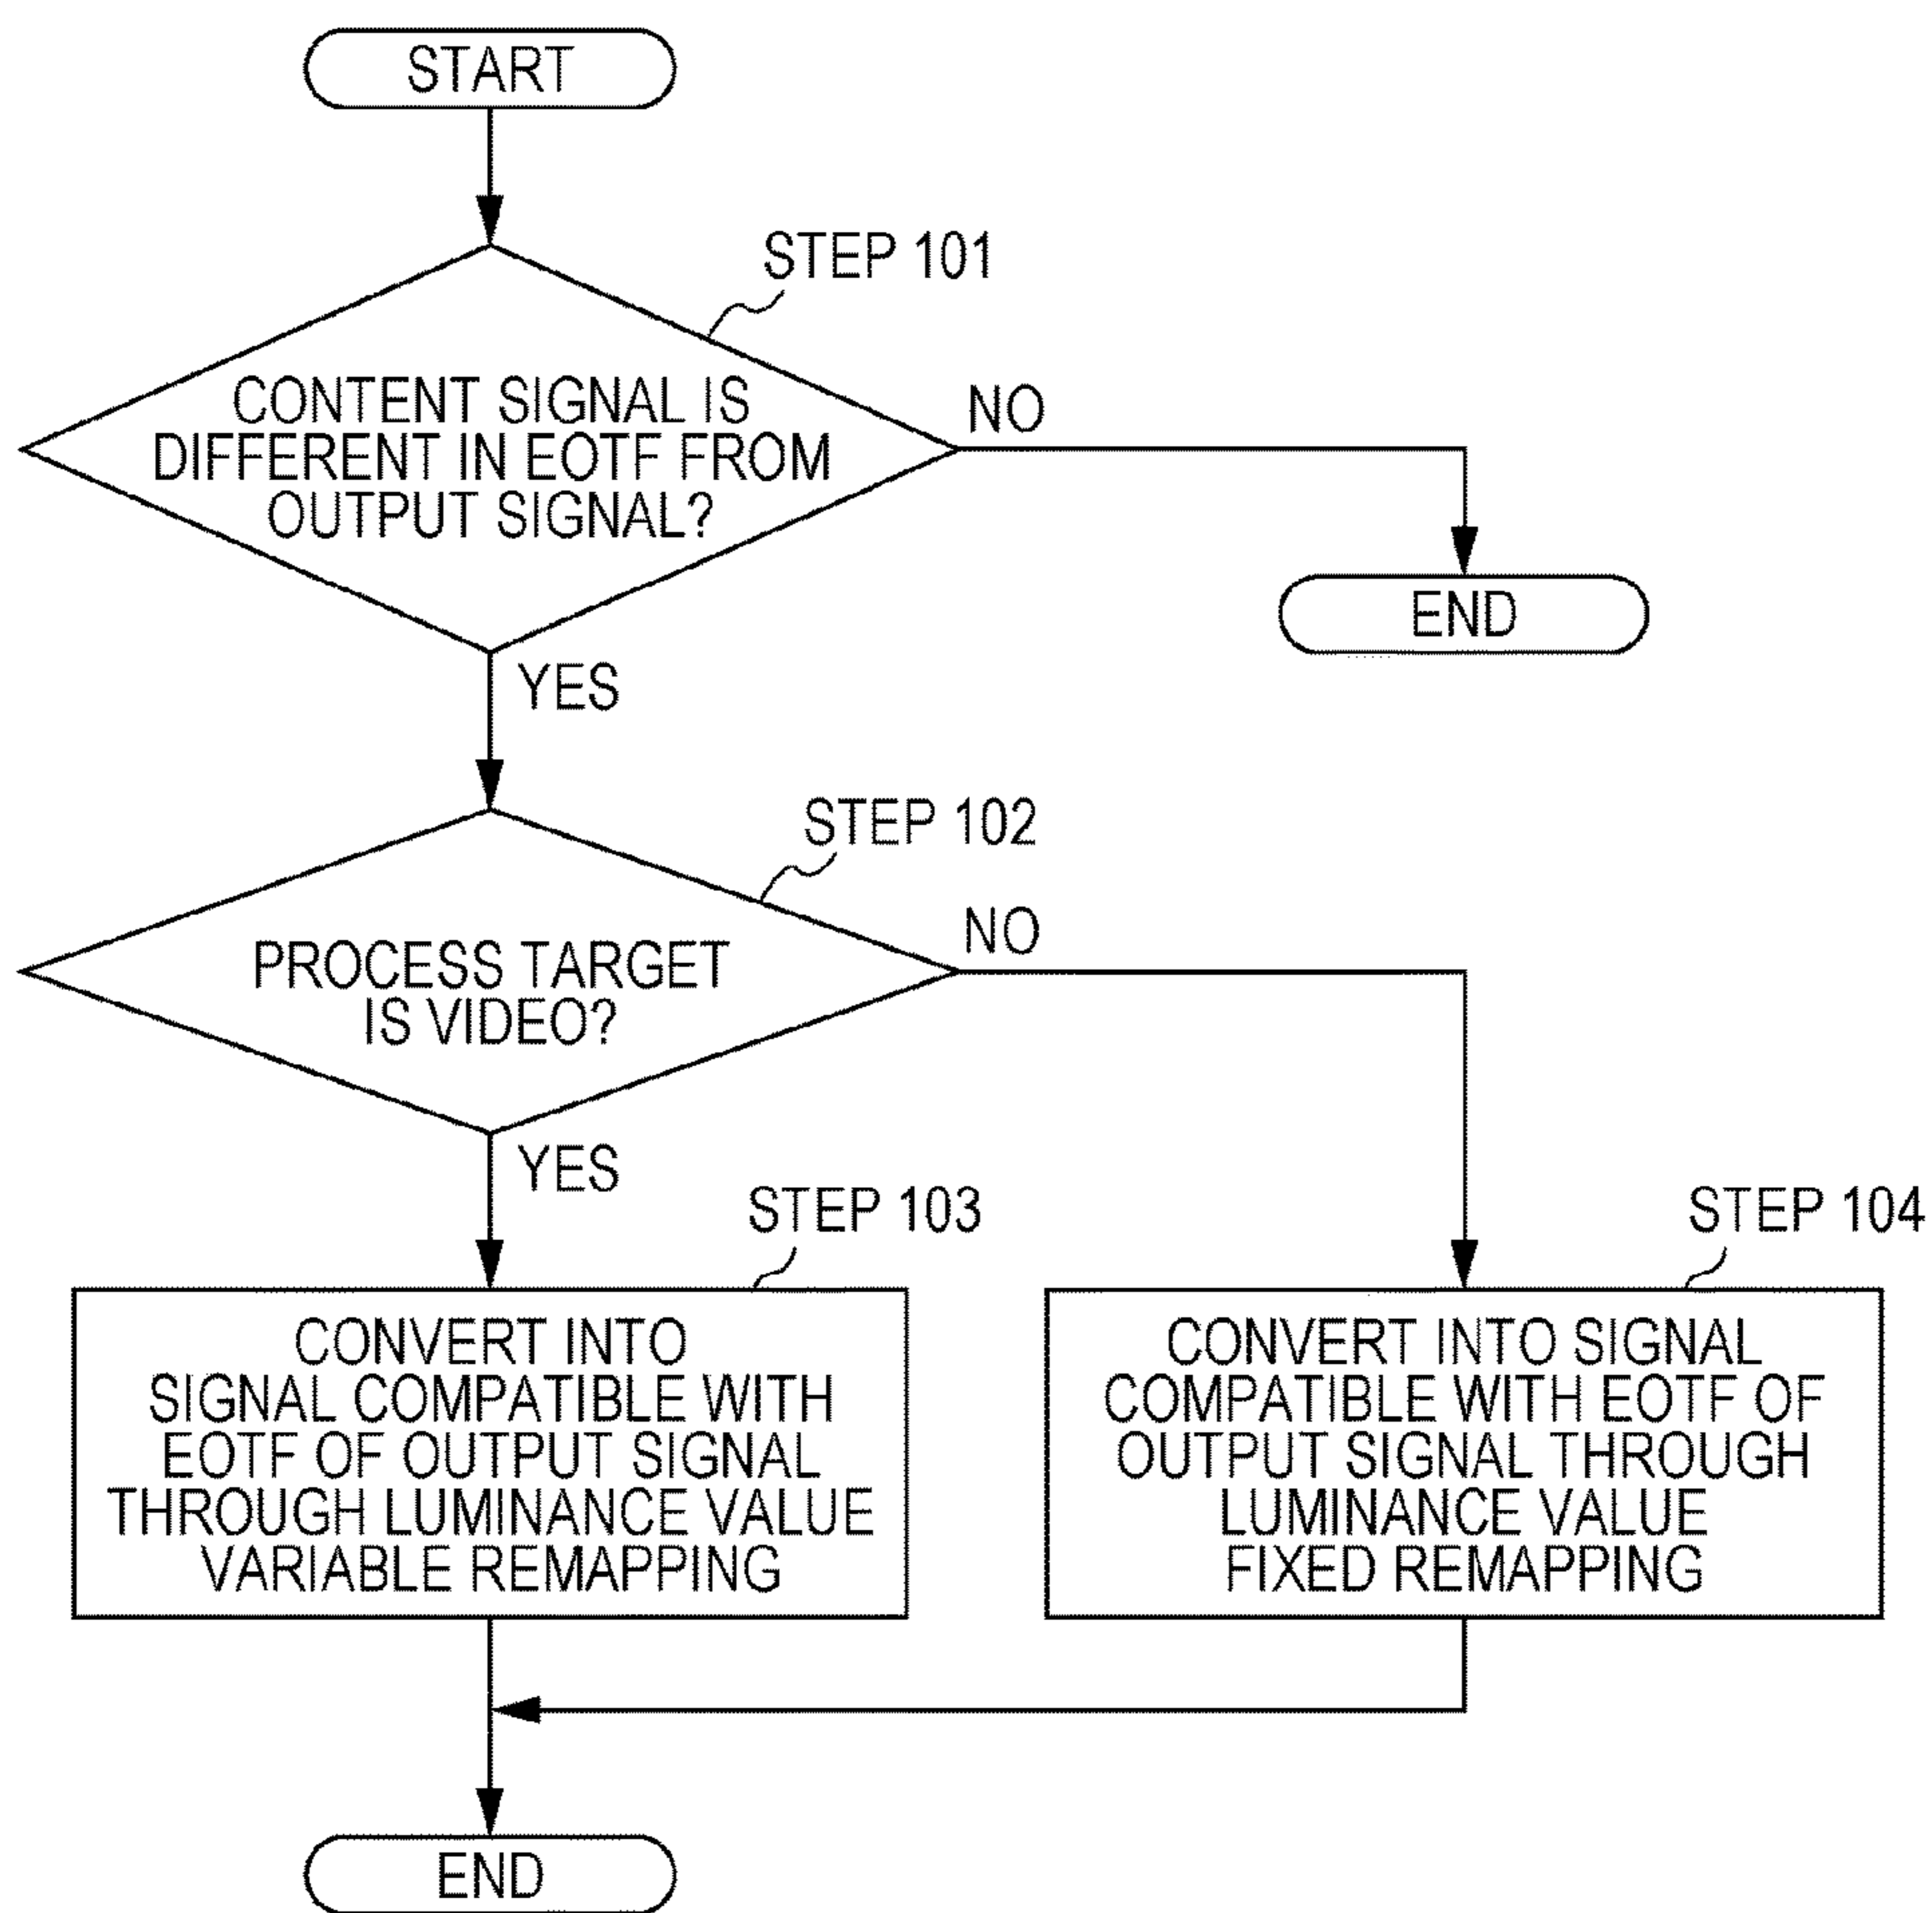 START
STEP 101
CONTENT SIGNAL IS
DIFFERENT IN EOTF FROM
OUTPUT SIGNAL?
NO
END
YES
STEP 102
PROCESS TARGET
IS VIDEO?
NO
YES
STEP 103
CONVERT INTO
SIGNAL COMPATIBLE WITH
EOTF OF OUTPUT SIGNAL
THROUGH LUMINANCE VALUE
VARIABLE REMAPPING
STEP 104
CONVERT INTO SIGNAL
COMPATIBLE WITH EOTF OF
OUTPUT SIGNAL THROUGH
LUMINANCE VALUE
FIXED REMAPPING
END